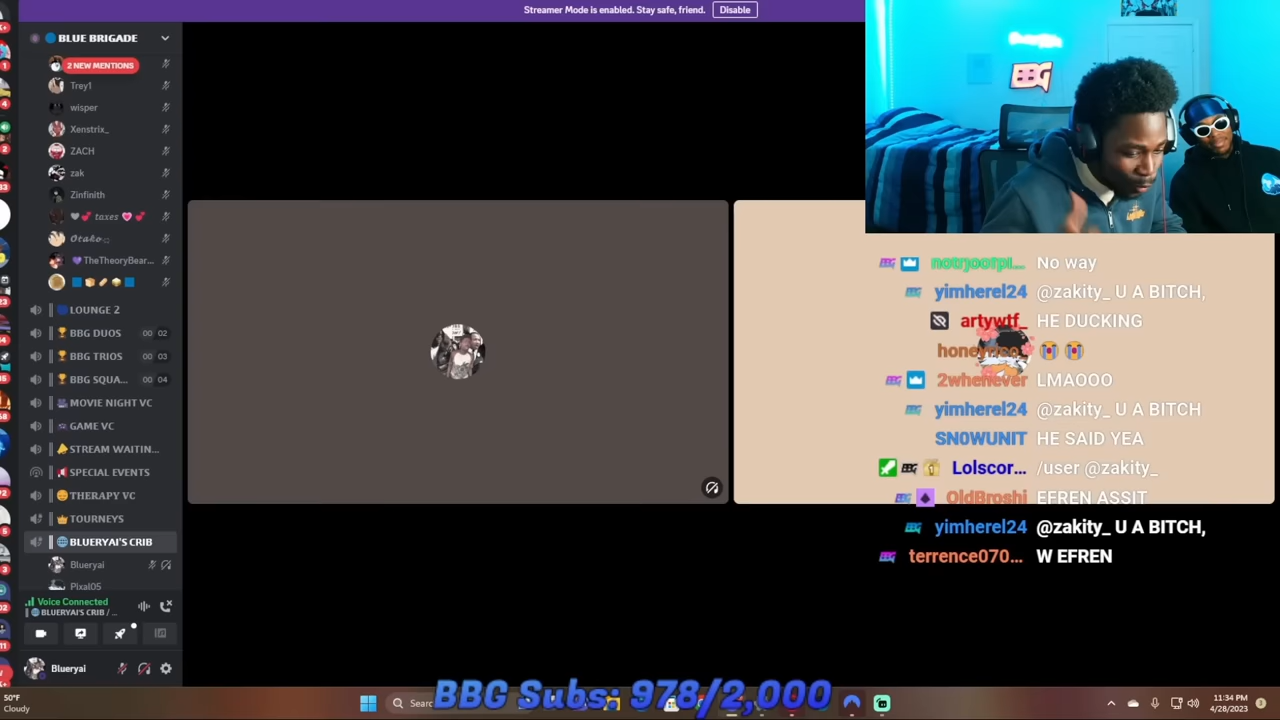 Streamer Mode is enabled. Stay safe, friend.
Disable
BLUE BRIGADE
2 NEW MENTIONS
Trey1
wisper
Xenstrix_
ZACH
zak
Zinfinith
taxes
Otako
TheTheoryBear...
LOUNGE 2
BBG DUOS 00 02
BBG TRIOS 00 03
BBG SQUA... 00 04
MOVIE NIGHT VC
GAME VC
STREAM WAITIN...
SPECIAL EVENTS
THERAPY VC
TOURNEYS
BLUERYAI'S CRIB
Blueryai
Pixal05
Voice Connected
BLUERYAI'S CRIB / ...
Blueryai
BBG
No way
yimherel24 @zakity_ U A BITCH,
artywtf_ HE DUCKING
2whenever LMAOOO
yimherel24 @zakity_ U A BITCH
SN0WUNIT HE SAID YEA
Lolscor... /user @zakity_
OldBroshi EFREN ASSIT
yimherel24 @zakity_ U A BITCH,
terrence070... W EFREN
50°F
Cloudy
BBG Subs: 978/2,000
11:34 PM
4/28/2023